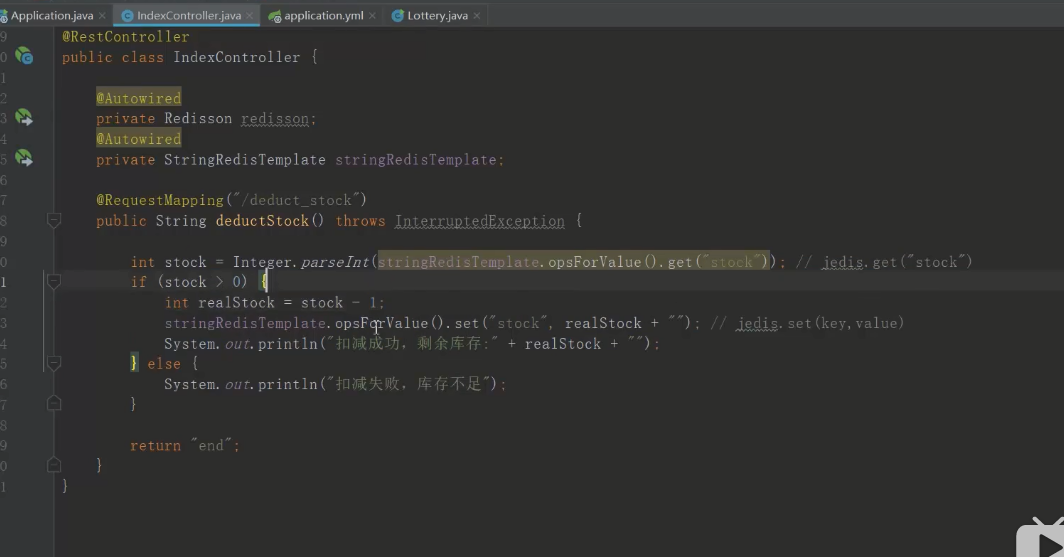 Application.java × IndexController.java × application.yml × Lottery.java ×
9 @RestController
0 public class IndexController {
1
2 @Autowired
3 private Redisson redisson;
4 @Autowired
5 private StringRedisTemplate stringRedisTemplate;
6
7 @RequestMapping("/deduct_stock")
8 public String deductStock() throws InterruptedException {
9
0 int stock = Integer.parseInt(stringRedisTemplate.opsForValue().get("stock")); // jedis.get("stock")
1 if (stock > 0) {
2 int realStock = stock - 1;
3 stringRedisTemplate.opsForValue().set("stock", realStock + ""); // jedis.set(key,value)
4 System.out.println("扣减成功，剩余库存:" + realStock + "");
5 } else {
6 System.out.println("扣减失败，库存不足");
7 }
8
9 return "end";
0 }
1 }